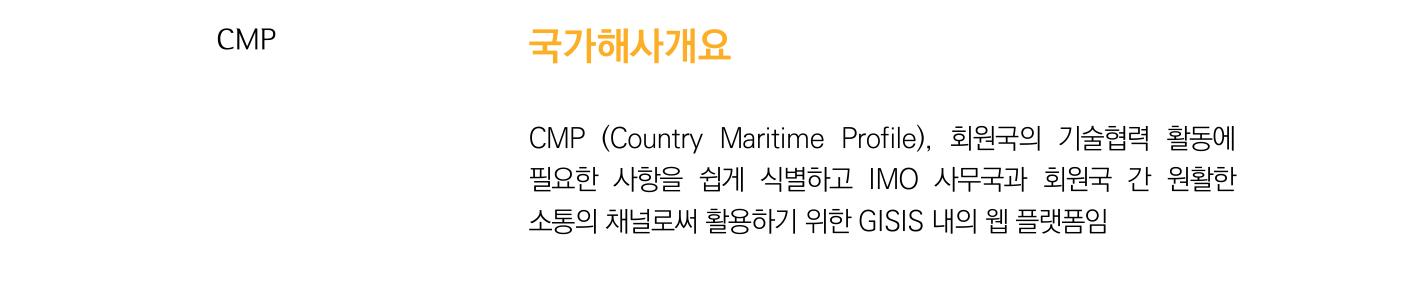 CMP
국가해사개요
CMP (Country Maritime Profile), 회원국의 기술협력 활동에
필요한 사항을 쉽게 식별하고 IMO 사무국과 회원국 간 원활한
소통의 채널로써 활용하기 위한 GISIS 내의 웹 플랫폼임